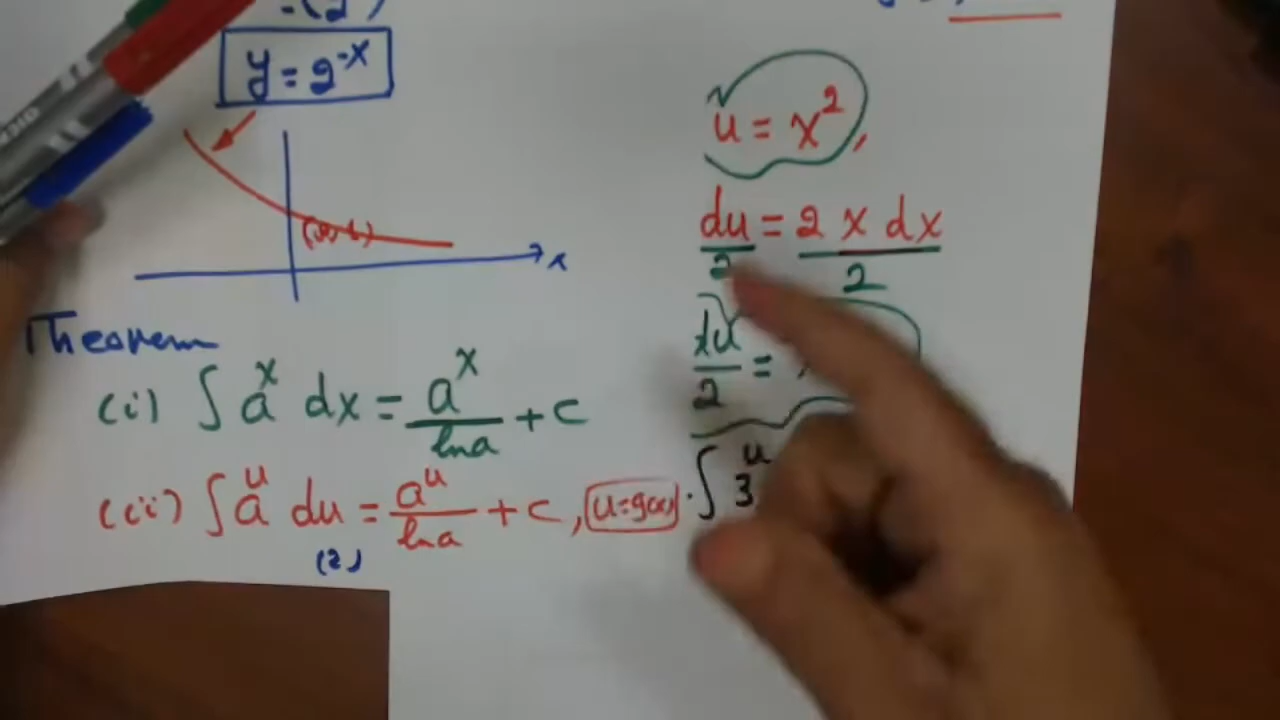 y = 2^-x
x
Theorem
(i) ∫ a^x dx = a^x/ln a + c
(ii) ∫ a^u du = a^u/ln a + c, u=g(x)
(2)
u = x^2,
du/2 = 2 x dx/2
du/2 =
∫ 3^u